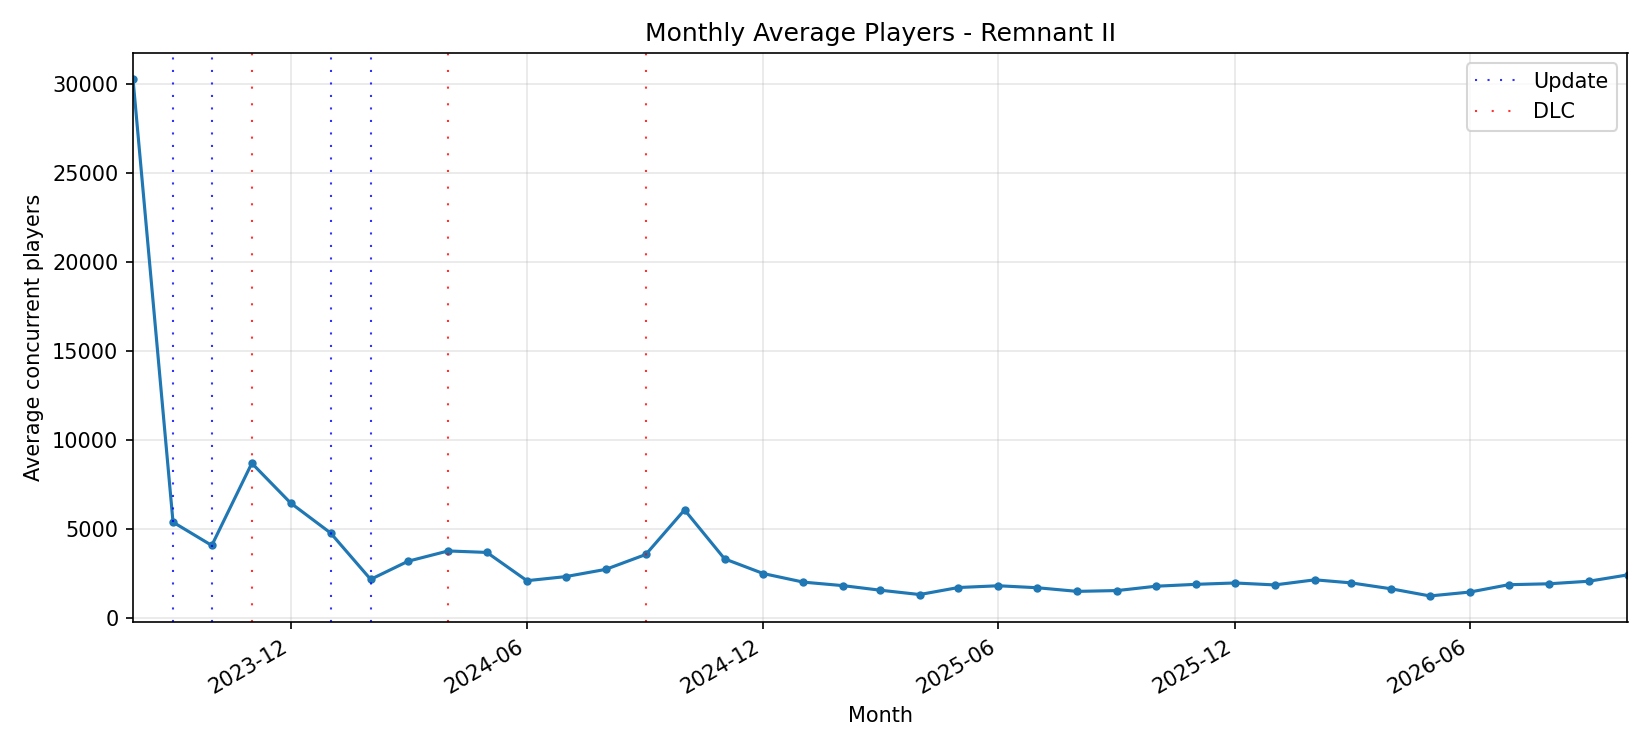 Monthly Average Players - Remnant II
Update
DLC
Average concurrent players
30000
25000
20000
15000
10000
5000
0
2023-12
2024-06
2024-12
2025-06
2025-12
2026-06
Month